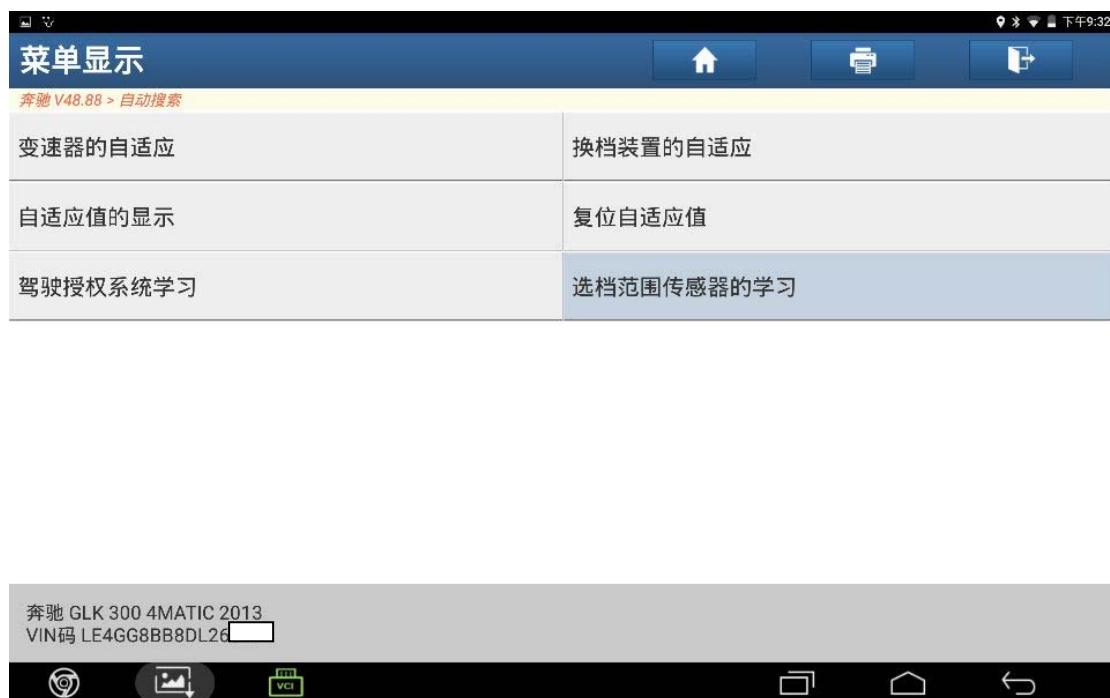 下午9:32
菜单显示
奔驰 V48.88 > 自动搜索
变速器的自适应
换档装置的自适应
自适应值的显示
复位自适应值
驾驶授权系统学习
选档范围传感器的学习
奔驰 GLK 300 4MATIC 2013
VIN码 LE4GG8BB8DL26
VCI